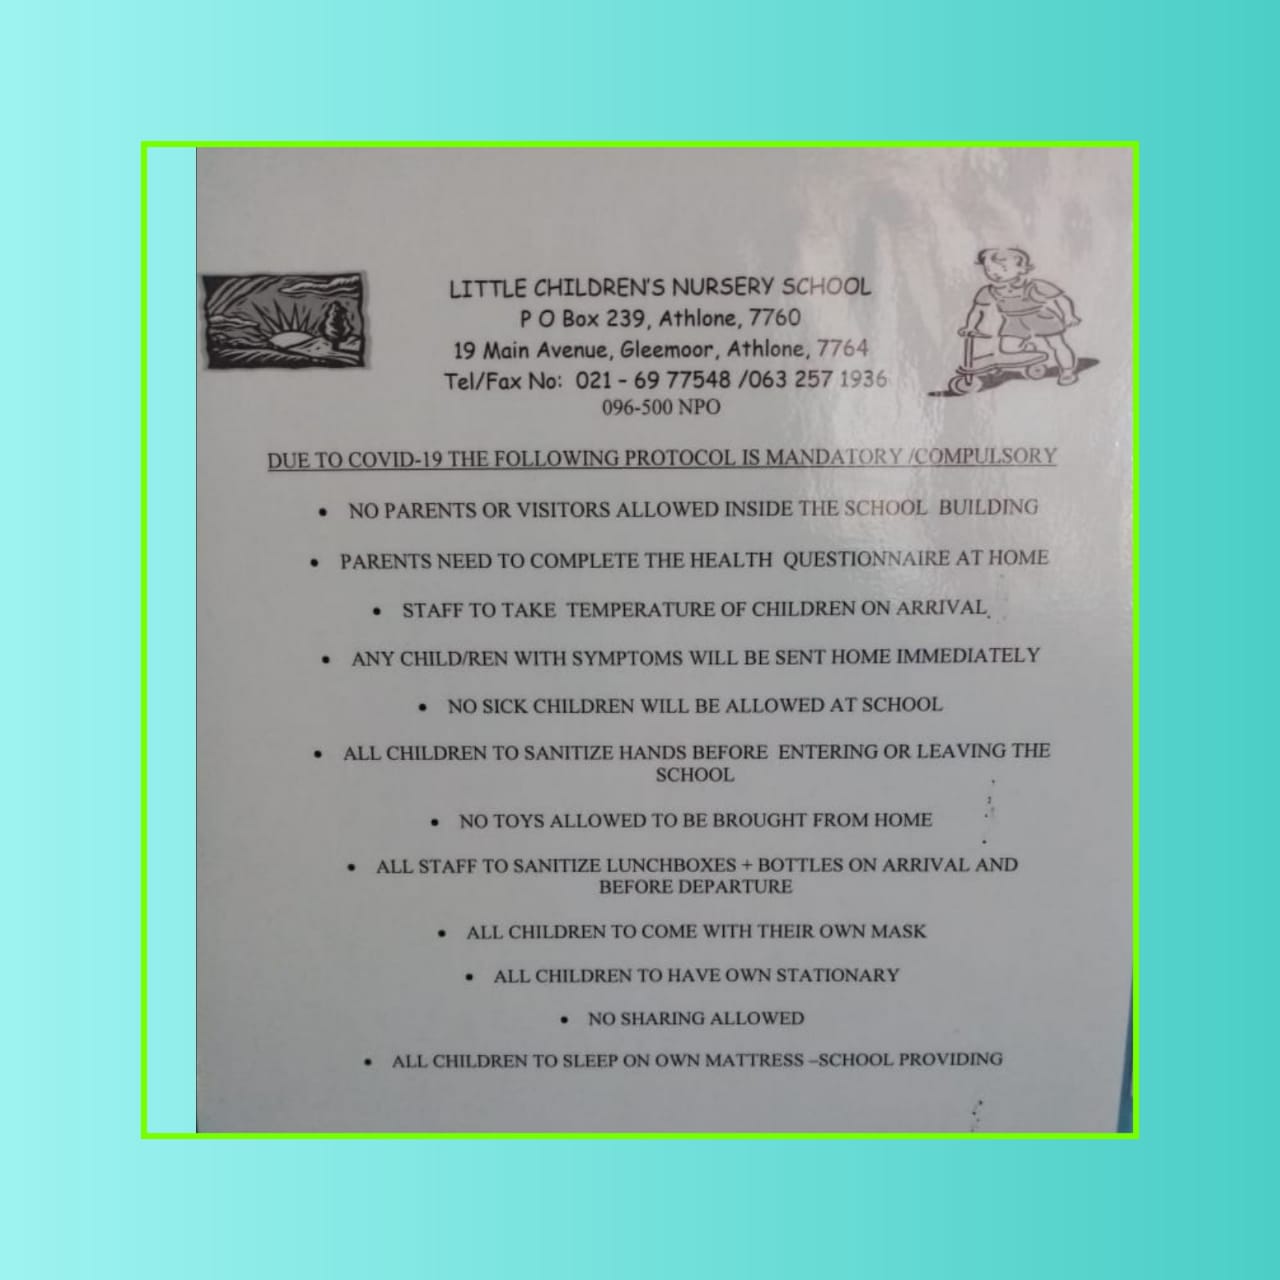 LITTLE CHILDREN'S NURSERY SCHOOL
P O Box 239, Athlone, 7760
19 Main Avenue, Gleemoor, Athlone, 7764
Tel/Fax No: 021 - 69 77548 /063 257 1936
096-500 NPO
DUE TO COVID-19 THE FOLLOWING PROTOCOL IS MANDATORY /COMPULSORY
• NO PARENTS OR VISITORS ALLOWED INSIDE THE SCHOOL BUILDING
• PARENTS NEED TO COMPLETE THE HEALTH QUESTIONNAIRE AT HOME
• STAFF TO TAKE TEMPERATURE OF CHILDREN ON ARRIVAL
• ANY CHILD/REN WITH SYMPTOMS WILL BE SENT HOME IMMEDIATELY
• NO SICK CHILDREN WILL BE ALLOWED AT SCHOOL
• ALL CHILDREN TO SANITIZE HANDS BEFORE ENTERING OR LEAVING THE
SCHOOL
• NO TOYS ALLOWED TO BE BROUGHT FROM HOME
• ALL STAFF TO SANITIZE LUNCHBOXES + BOTTLES ON ARRIVAL AND
BEFORE DEPARTURE
• ALL CHILDREN TO COME WITH THEIR OWN MASK
• ALL CHILDREN TO HAVE OWN STATIONARY
• NO SHARING ALLOWED
• ALL CHILDREN TO SLEEP ON OWN MATTRESS –SCHOOL PROVIDING